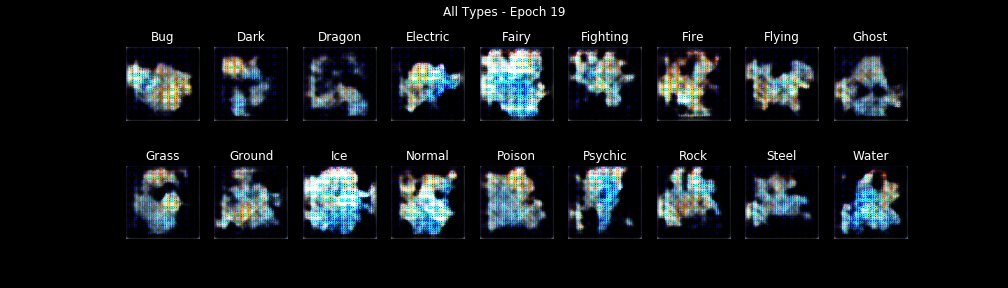 All Types - Epoch 19
Bug Dark Dragon Electric Fairy Fighting Fire Flying Ghost
Grass Ground Ice Normal Poison Psychic Rock Steel Water